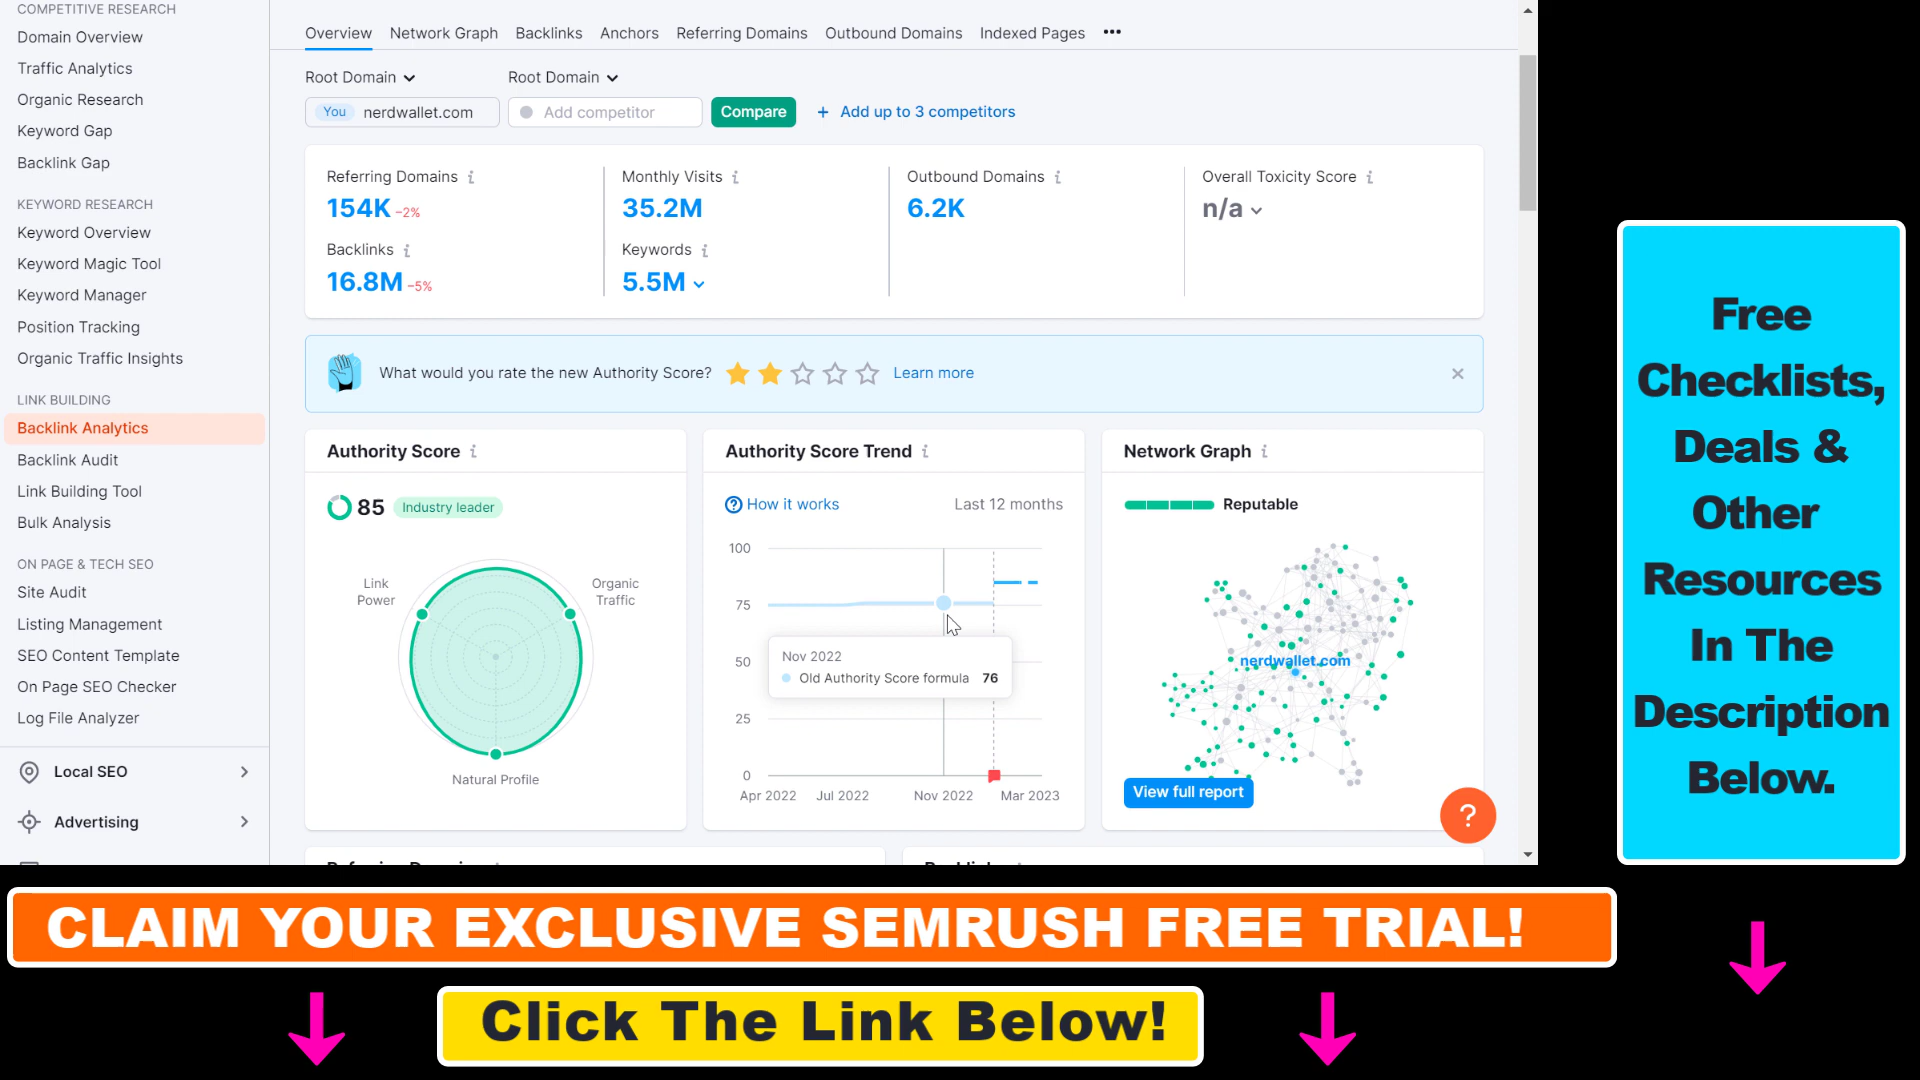 COMPETITIVE RESEARCH
Domain Overview
Traffic Analytics
Organic Research
Keyword Gap
Backlink Gap
KEYWORD RESEARCH
Keyword Overview
Keyword Magic Tool
Keyword Manager
Position Tracking
Organic Traffic Insights
LINK BUILDING
Backlink Analytics
Backlink Audit
Link Building Tool
Bulk Analysis
ON PAGE & TECH SEO
Site Audit
Listing Management
SEO Content Template
On Page SEO Checker
Log File Analyzer
Local SEO
Advertising
Overview Network Graph Backlinks Anchors Referring Domains Outbound Domains Indexed Pages •••
Root Domain Root Domain
You nerdwallet.com Add competitor Compare + Add up to 3 competitors
Referring Domains i Monthly Visits i Outbound Domains i Overall Toxicity Score i
154K -2% 35.2M 6.2K n/a
Backlinks i Keywords i
16.8M -5% 5.5M
What would you rate the new Authority Score? Learn more
Authority Score i
85 Industry leader
Link
Power
Organic
Traffic
Natural Profile
Authority Score Trend i
? How it works Last 12 months
100
75
50
25
0
Nov 2022
Old Authority Score formula 76
Apr 2022 Jul 2022 Nov 2022 Mar 2023
Network Graph i
Reputable
nerdwallet.com
View full report
?
Free
Checklists,
Deals &
Other
Resources
In The
Description
Below.
CLAIM YOUR EXCLUSIVE SEMRUSH FREE TRIAL!
Click The Link Below!